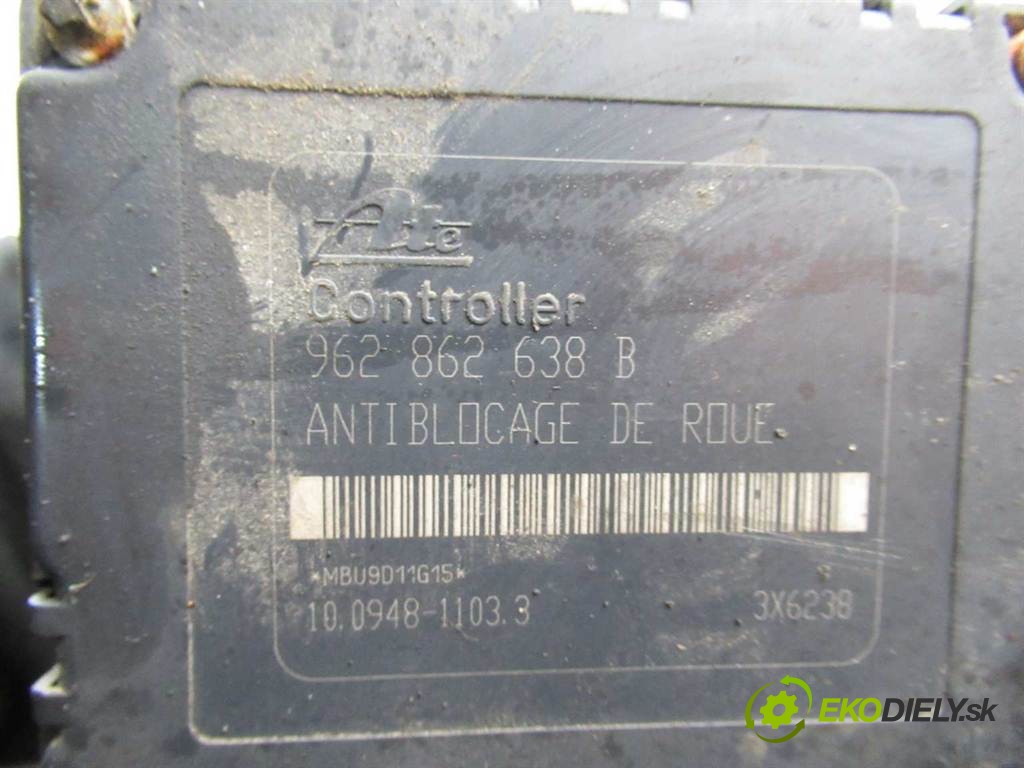 Ate
Controller
962 862 638 B
ANTIBLOCAGE DE ROUE
*MBU9D11G15*
10.0948-1103.3
3X6238
EKODIELY.sk